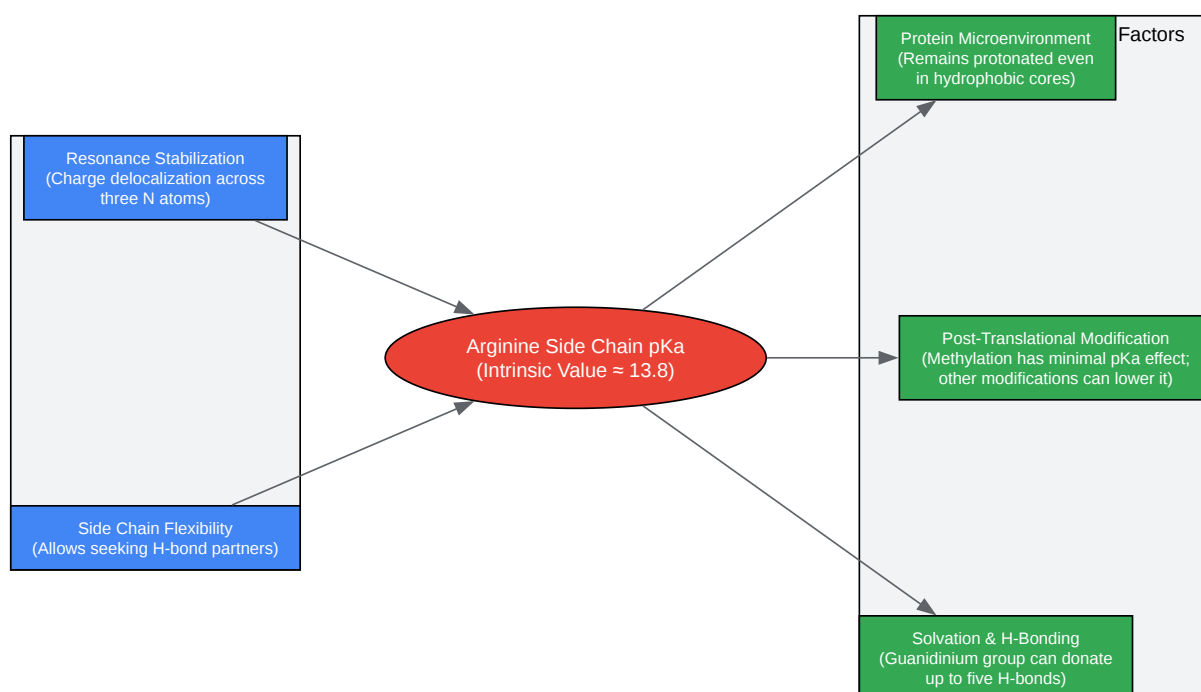 Resonance Stabilization
(Charge delocalization across
three N atoms)
Side Chain Flexibility
(Allows seeking H-bond partners)
Arginine Side Chain pKa
(Intrinsic Value ≈ 13.8)
Factors
Protein Microenvironment
(Remains protonated even
in hydrophobic cores)
Post-Translational Modification
(Methylation has minimal pKa effect;
other modifications can lower it)
Solvation & H-Bonding
(Guanidinium group can donate
up to five H-bonds)